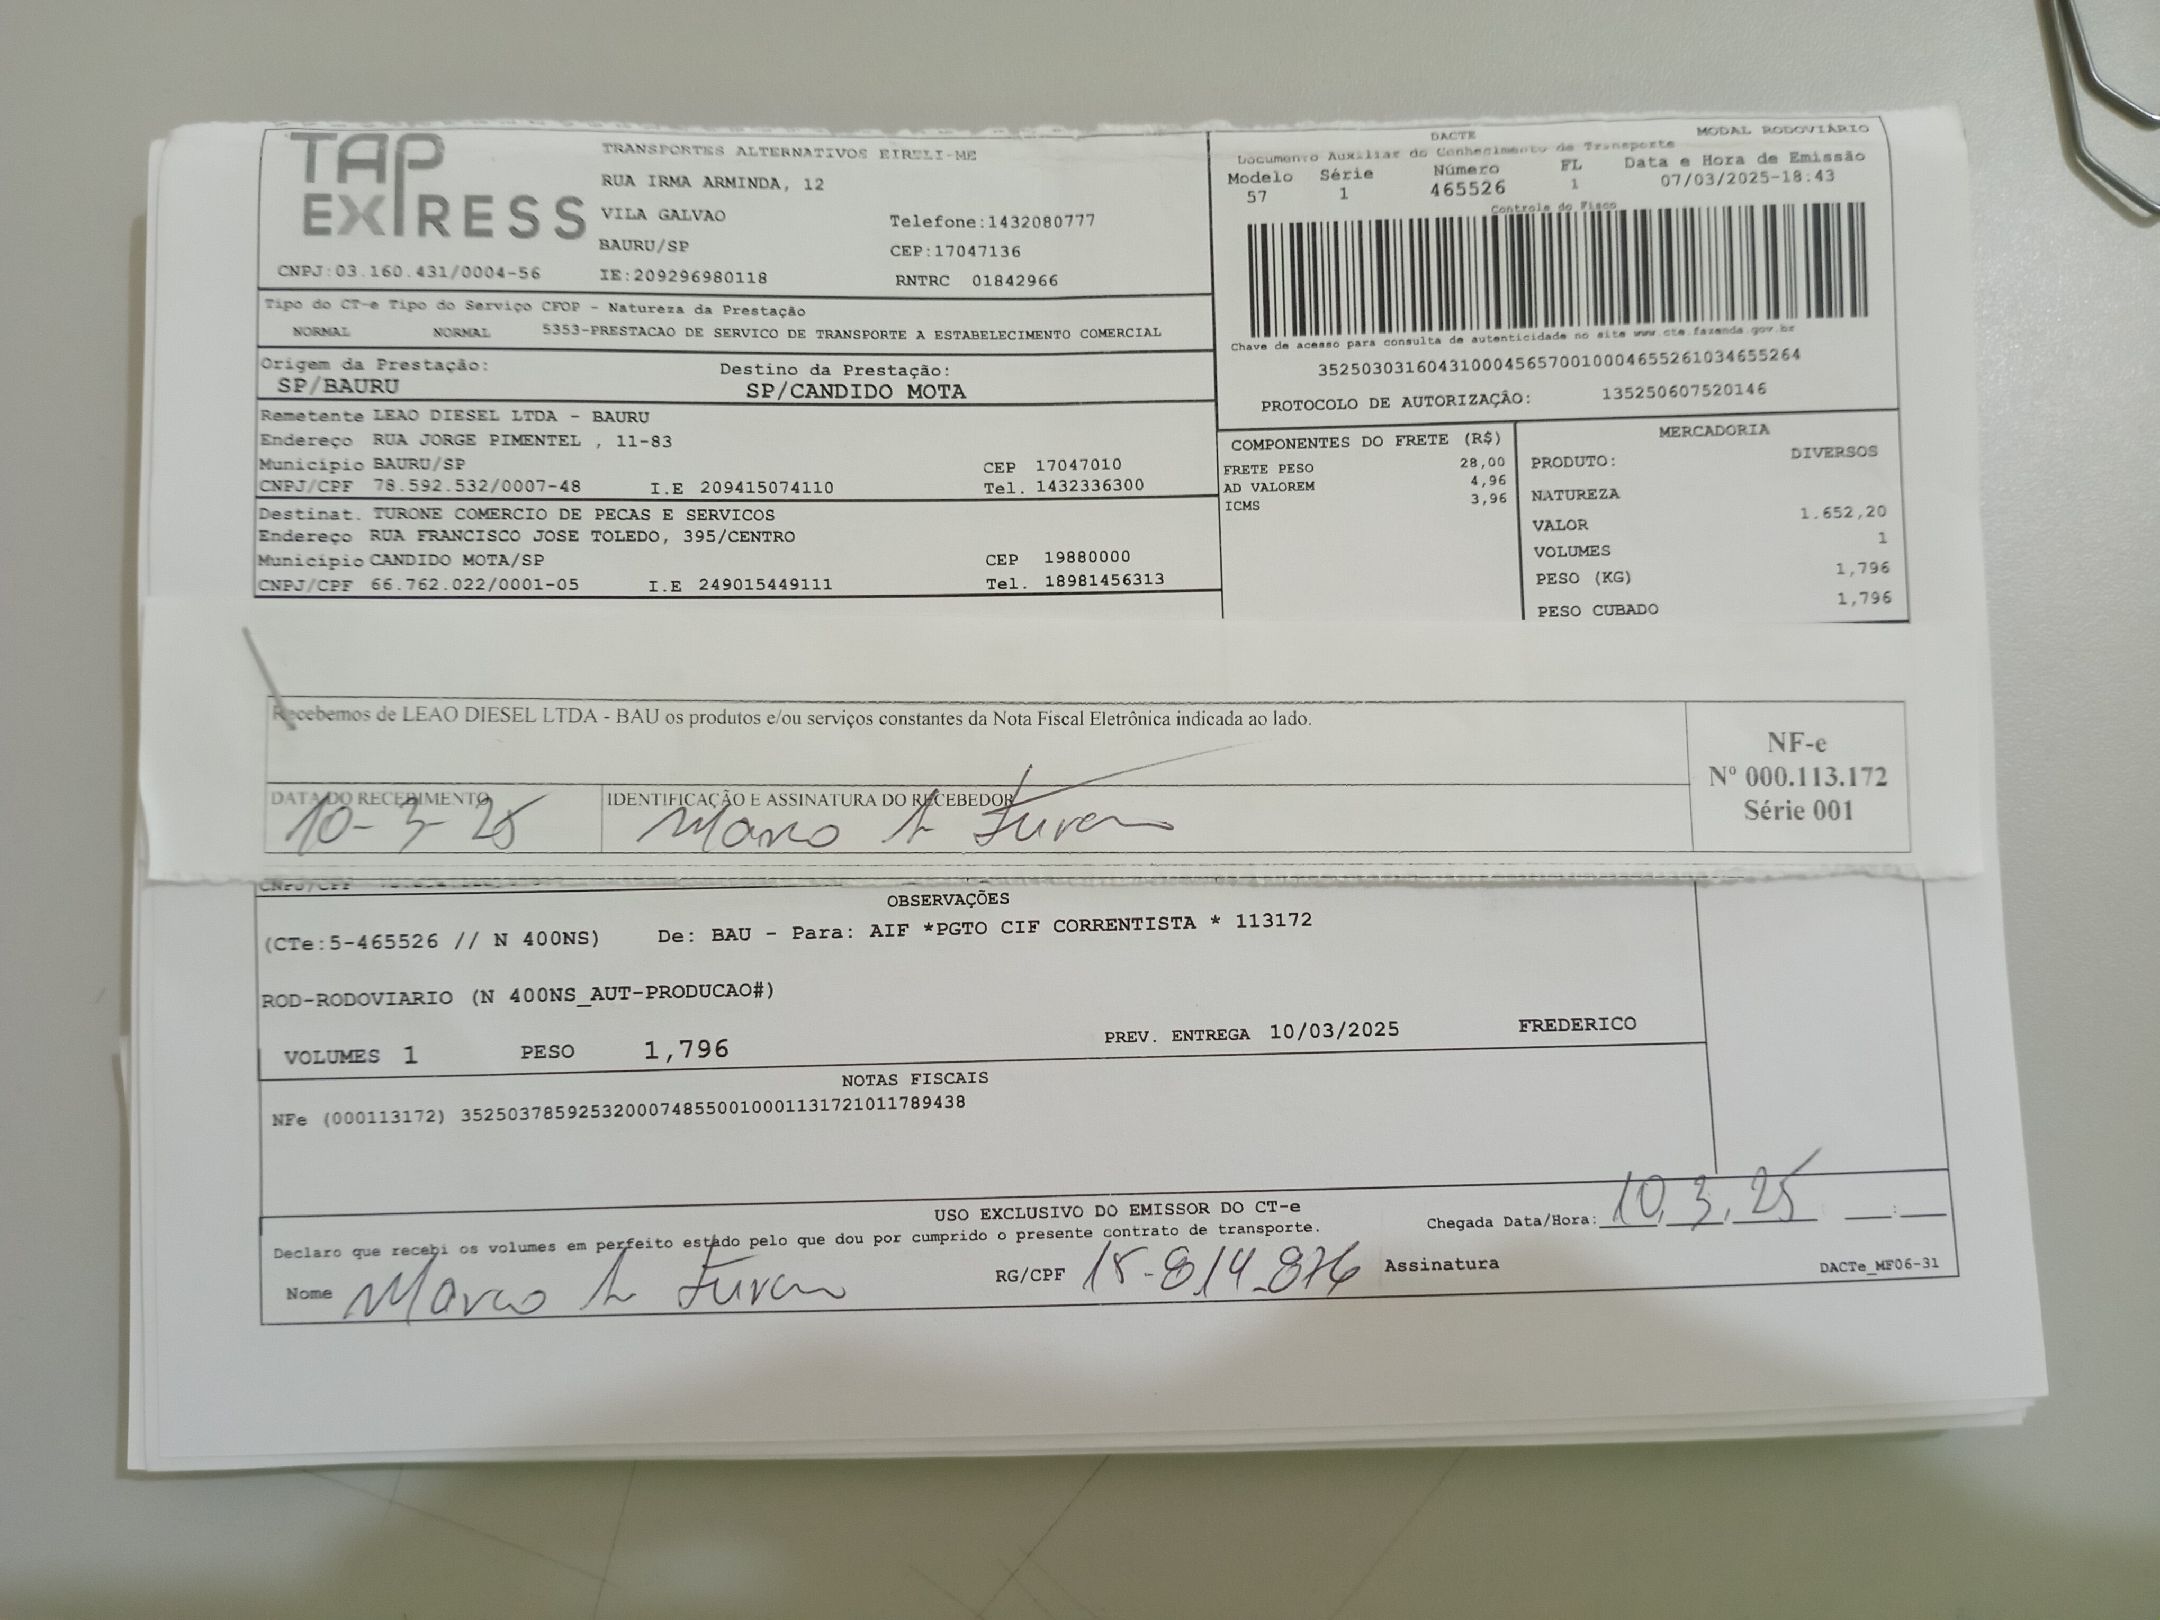 TAP EXPRESS
TRANSPORTES ALTERNATIVOS EIRELI-ME
RUA IRMA ARMINDA, 12
VILA GALVAO Telefone:1432080777
BAURU/SP CEP:17047136
CNPJ:03.160.431/0004-56 IE:209296980118 RNTRC 01842966
DACTE MODAL RODOVIÁRIO
Documento Auxiliar do Conhecimento de Transporte
Modelo Série Número FL Data e Hora de Emissão
57 1 465526 1 07/03/2025-18:43
Controle do Fisco
Chave de acesso para consulta de autenticidade no site www.cte.fazenda.gov.br
35250303160431000456570010004655261034655264
PROTOCOLO DE AUTORIZAÇÃO: 135250607520146
Tipo do CT-e Tipo do Serviço CFOP - Natureza da Prestação
NORMAL NORMAL 5353-PRESTACAO DE SERVICO DE TRANSPORTE A ESTABELECIMENTO COMERCIAL
Origem da Prestação: Destino da Prestação:
SP/BAURU SP/CANDIDO MOTA
Remetente LEAO DIESEL LTDA - BAURU
Endereço RUA JORGE PIMENTEL , 11-83
Municipio BAURU/SP CEP 17047010
CNPJ/CPF 78.592.532/0007-48 I.E 209415074110 Tel. 1432336300
Destinat. TURONE COMERCIO DE PECAS E SERVICOS
Endereço RUA FRANCISCO JOSE TOLEDO, 395/CENTRO
Municipio CANDIDO MOTA/SP CEP 19880000
CNPJ/CPF 66.762.022/0001-05 I.E 249015449111 Tel. 18981456313
COMPONENTES DO FRETE (R$)
FRETE PESO 28,00
AD VALOREM 4,96
ICMS 3,96
MERCADORIA
PRODUTO: DIVERSOS
NATUREZA
VALOR 1.652,20
VOLUMES 1
PESO (KG) 1,796
PESO CUBADO 1,796
Recebemos de LEAO DIESEL LTDA - BAU os produtos e/ou serviços constantes da Nota Fiscal Eletrônica indicada ao lado.
NF-e
Nº 000.113.172
Série 001
DATA DO RECEBIMENTO IDENTIFICAÇÃO E ASSINATURA DO RECEBEDOR
10-3-25 Marco
CNPJ/CPF
OBSERVAÇÕES
(CTe:5-465526 // N 400NS) De: BAU - Para: AIF *PGTO CIF CORRENTISTA * 113172
ROD-RODOVIARIO (N 400NS_AUT-PRODUCAO#)
VOLUMES 1 PESO 1,796 PREV. ENTREGA 10/03/2025 FREDERICO
NOTAS FISCAIS
NFe (000113172) 35250378592532000748550010001131721011789438
USO EXCLUSIVO DO EMISSOR DO CT-e
Declaro que recebi os volumes em perfeito estado pelo que dou por cumprido o presente contrato de transporte.
Chegada Data/Hora: 10.3.25 :
Nome Marco RG/CPF Assinatura
DACTe_MF06-31